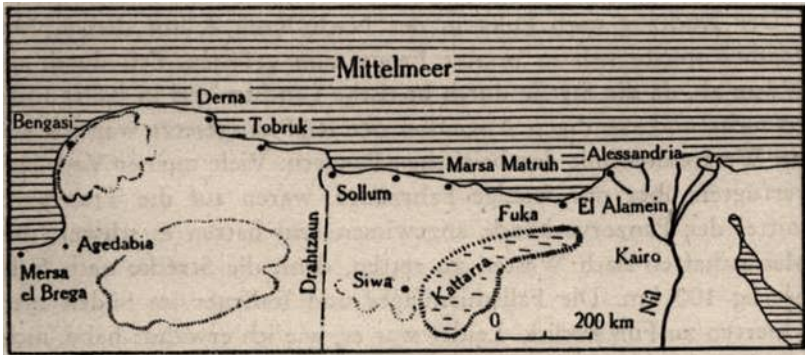 Mittelmeer
Derna
Bengasi
Tobruk
Marsa Matruh
Alessandria
Sollum
Fuka
El Alamein
Agedabia
Mersa
el Brega
Drahtzaun
Siwa
Kattarra
Kairo
Nil
0 200 km